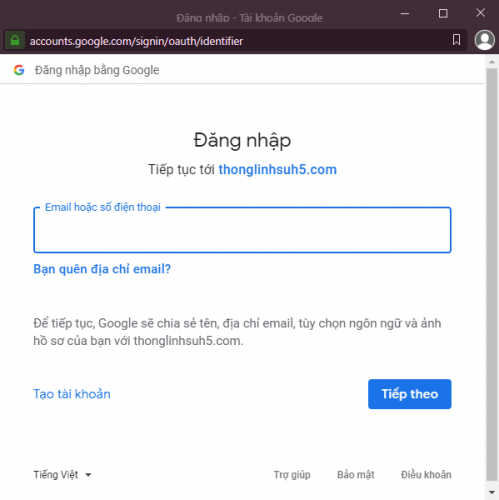 Đăng nhập - Tài khoản Google
accounts.google.com/signin/oauth/identifier
Đăng nhập bằng Google
Đăng nhập
Tiếp tục tới thonglinhsuh5.com
Email hoặc số điện thoại
Bạn quên địa chỉ email?
Để tiếp tục, Google sẽ chia sẻ tên, địa chỉ email, tùy chọn ngôn ngữ và ảnh
hồ sơ của bạn với thonglinhsuh5.com.
Tạo tài khoản
Tiếp theo
Tiếng Việt
Trợ giúp
Bảo mật
Điều khoản